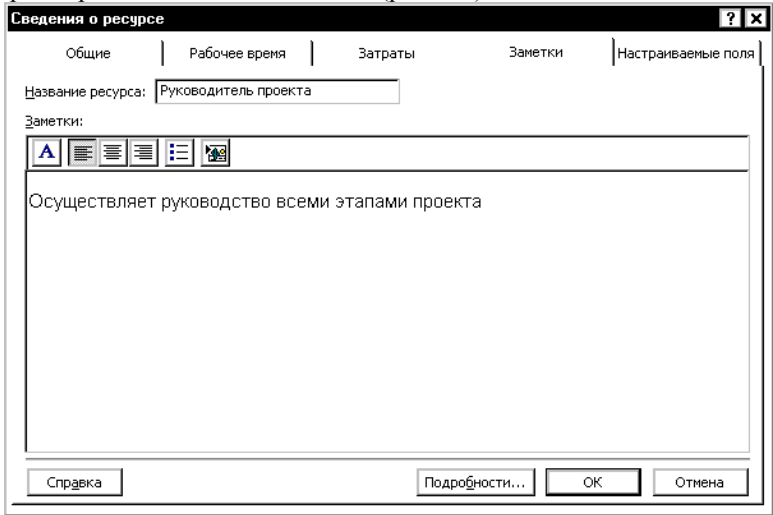 Сведения о ресурсе
Общие Рабочее время Затраты Заметки Настраиваемые поля
Название ресурса: Руководитель проекта
Заметки:
A
Осуществляет руководство всеми этапами проекта
Справка Подробности... OK Отмена